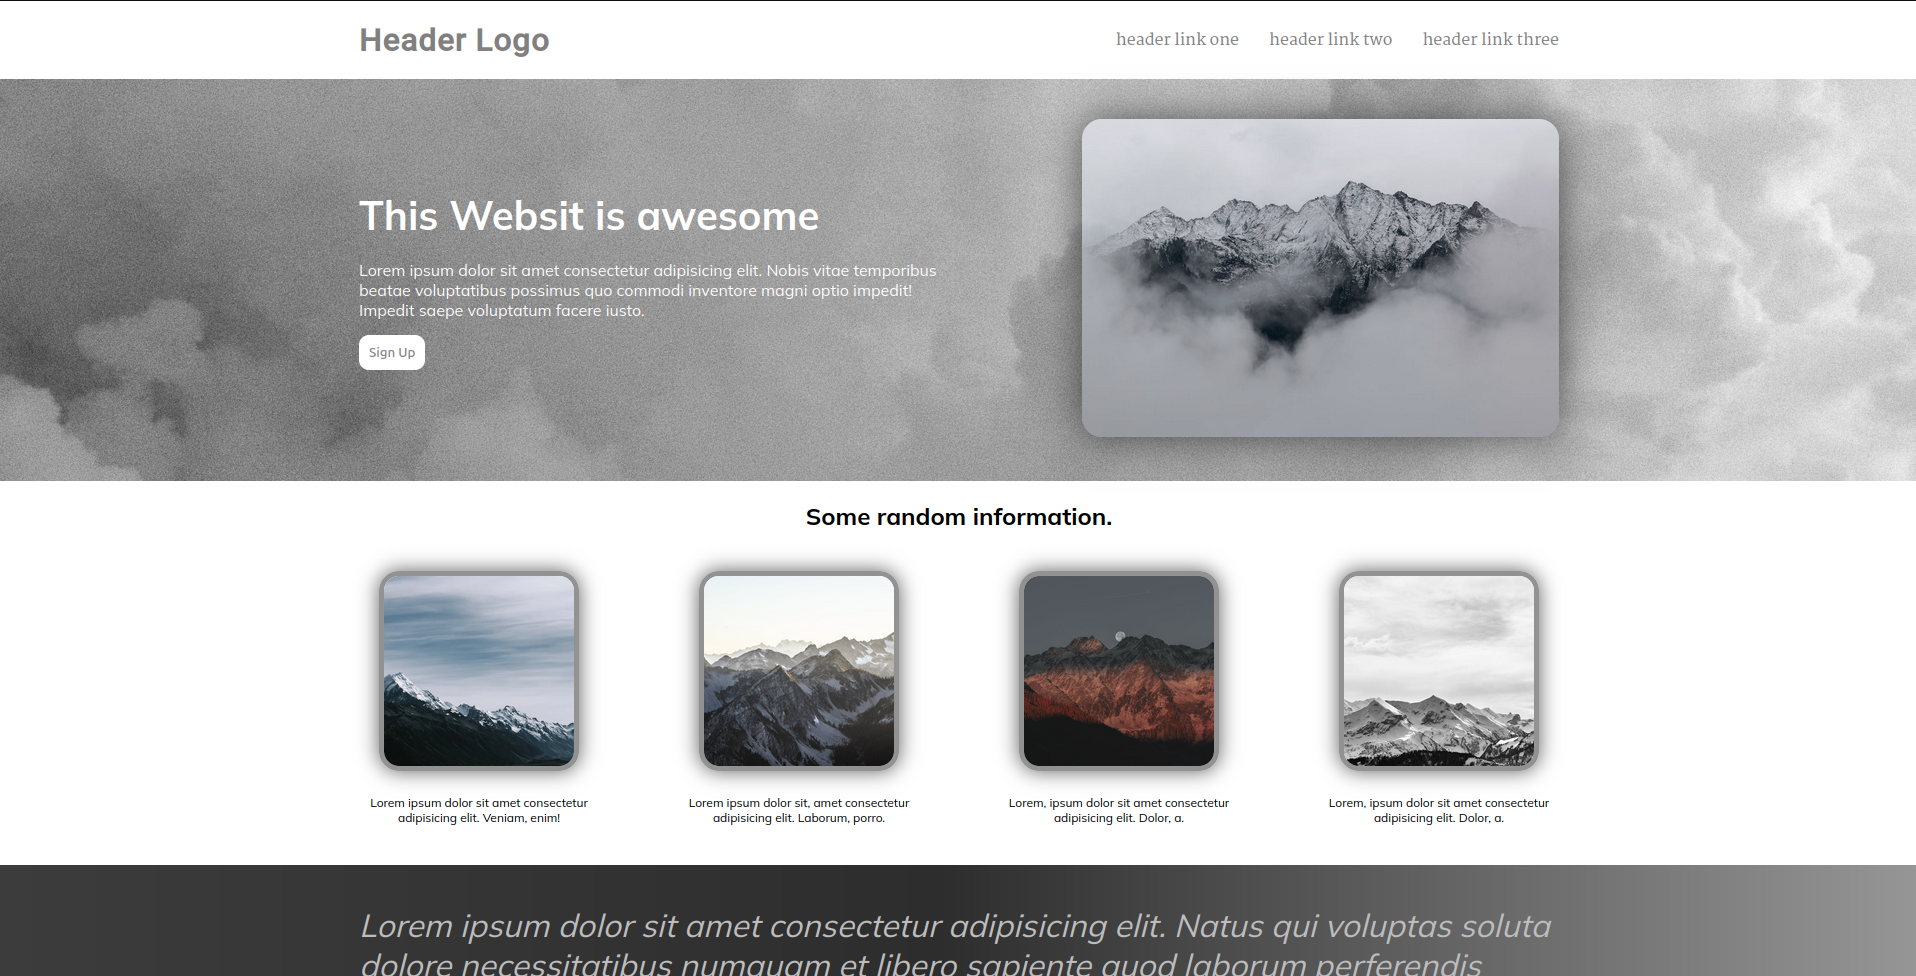 Header Logo
header link one header link two header link three
This Websit is awesome
Lorem ipsum dolor sit amet consectetur adipisicing elit. Nobis vitae temporibus
beatae voluptatibus possimus quo commodi inventore magni optio impedit!
Impedit saepe voluptatum facere iusto.
Sign Up
Some random information.
Lorem ipsum dolor sit amet consectetur
adipisicing elit. Veniam, enim!
Lorem ipsum dolor sit, amet consectetur
adipisicing elit. Laborum, porro.
Lorem, ipsum dolor sit amet consectetur
adipisicing elit. Dolor, a.
Lorem, ipsum dolor sit amet consectetur
adipisicing elit. Dolor, a.
Lorem ipsum dolor sit amet consectetur adipisicing elit. Natus qui voluptas soluta
dolore necessitatibus numquam et libero sapiente quod laborum perferendis